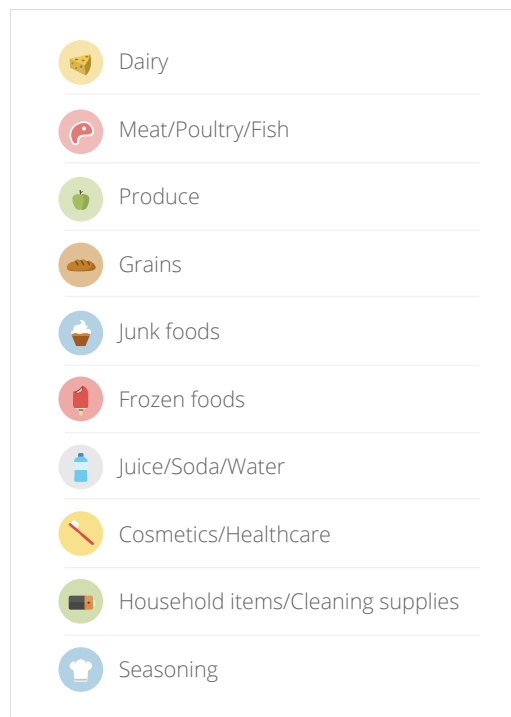 Dairy
Meat/Poultry/Fish
Produce
Grains
Junk foods
Frozen foods
Juice/Soda/Water
Cosmetics/Healthcare
Household items/Cleaning supplies
Seasoning